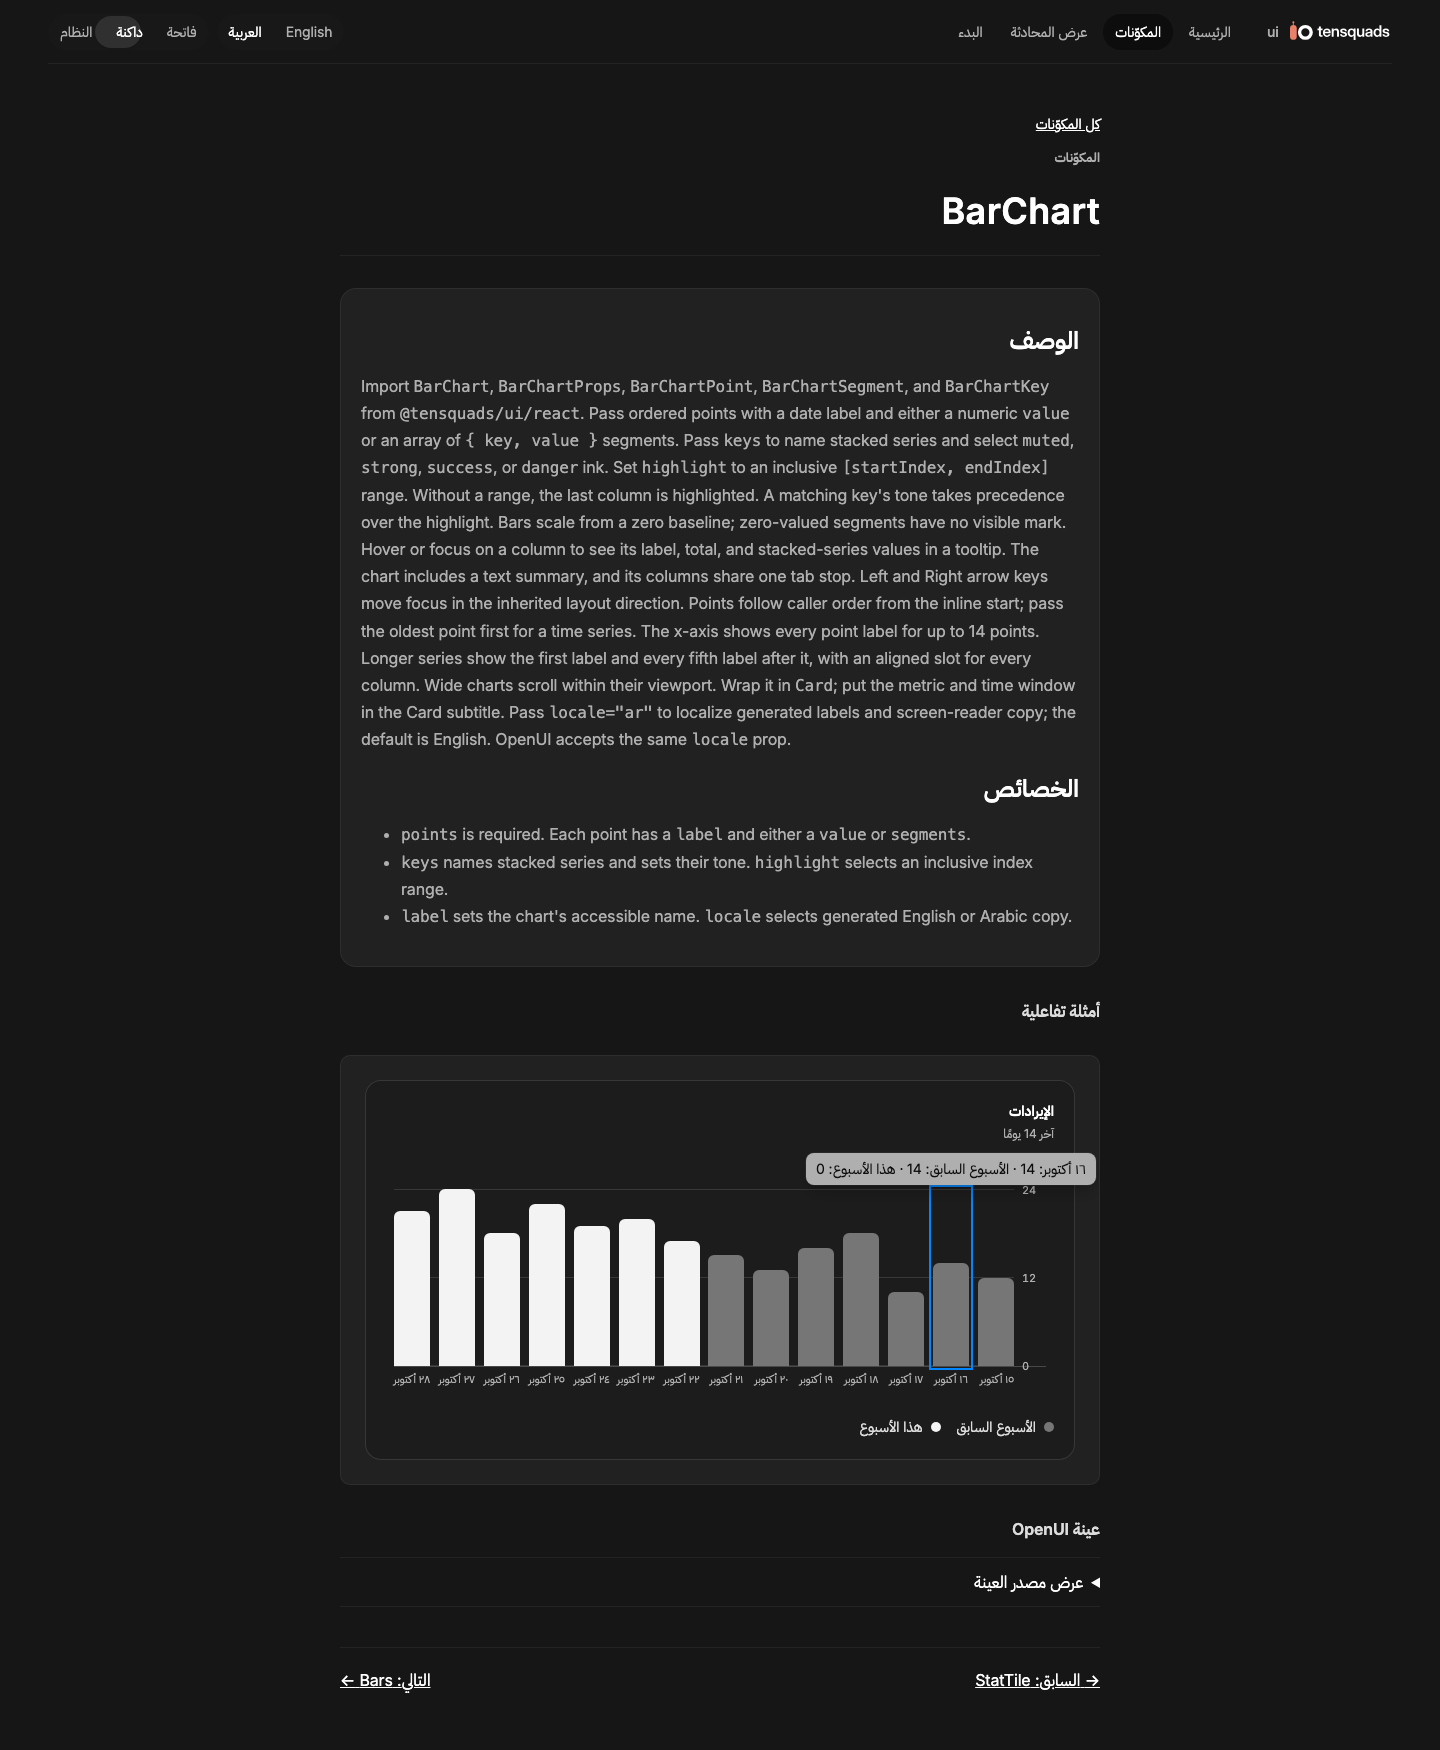 tensquads ui
الرئيسية
المكوّنات
عرض المحادثة
البدء
English
العربية
فاتحة
داكنة
النظام
كل المكوّنات
المكوّنات
BarChart
الوصف
Import BarChart, BarChartProps, BarChartPoint, BarChartSegment, and BarChartKey
from @tensquads/ui/react. Pass ordered points with a date label and either a numeric value
or an array of { key, value } segments. Pass keys to name stacked series and select muted,
strong, success, or danger ink. Set highlight to an inclusive [startIndex, endIndex]
range. Without a range, the last column is highlighted. A matching key's tone takes precedence
over the highlight. Bars scale from a zero baseline; zero-valued segments have no visible mark.
Hover or focus on a column to see its label, total, and stacked-series values in a tooltip. The
chart includes a text summary, and its columns share one tab stop. Left and Right arrow keys
move focus in the inherited layout direction. Points follow caller order from the inline start; pass
the oldest point first for a time series. The x-axis shows every point label for up to 14 points.
Longer series show the first label and every fifth label after it, with an aligned slot for every
column. Wide charts scroll within their viewport. Wrap it in Card; put the metric and time window
in the Card subtitle. Pass locale="ar" to localize generated labels and screen-reader copy; the
default is English. OpenUI accepts the same locale prop.
الخصائص
• points is required. Each point has a label and either a value or segments.
• keys names stacked series and sets their tone. highlight selects an inclusive index
range.
• label sets the chart's accessible name. locale selects generated English or Arabic copy.
أمثلة تفاعلية
الإيرادات
آخر 14 يومًا
١٦ أكتوبر: 14 · الأسبوع السابق: 14 · هذا الأسبوع: 0
24
12
0
١٥ أكتوبر
١٦ أكتوبر
١٧ أكتوبر
١٨ أكتوبر
١٩ أكتوبر
٢٠ أكتوبر
٢١ أكتوبر
٢٢ أكتوبر
٢٣ أكتوبر
٢٤ أكتوبر
٢٥ أكتوبر
٢٦ أكتوبر
٢٧ أكتوبر
٢٨ أكتوبر
الأسبوع السابق
هذا الأسبوع
عينة OpenUI
عرض مصدر العينة
→ السابق: StatTile
التالي: Bars ←